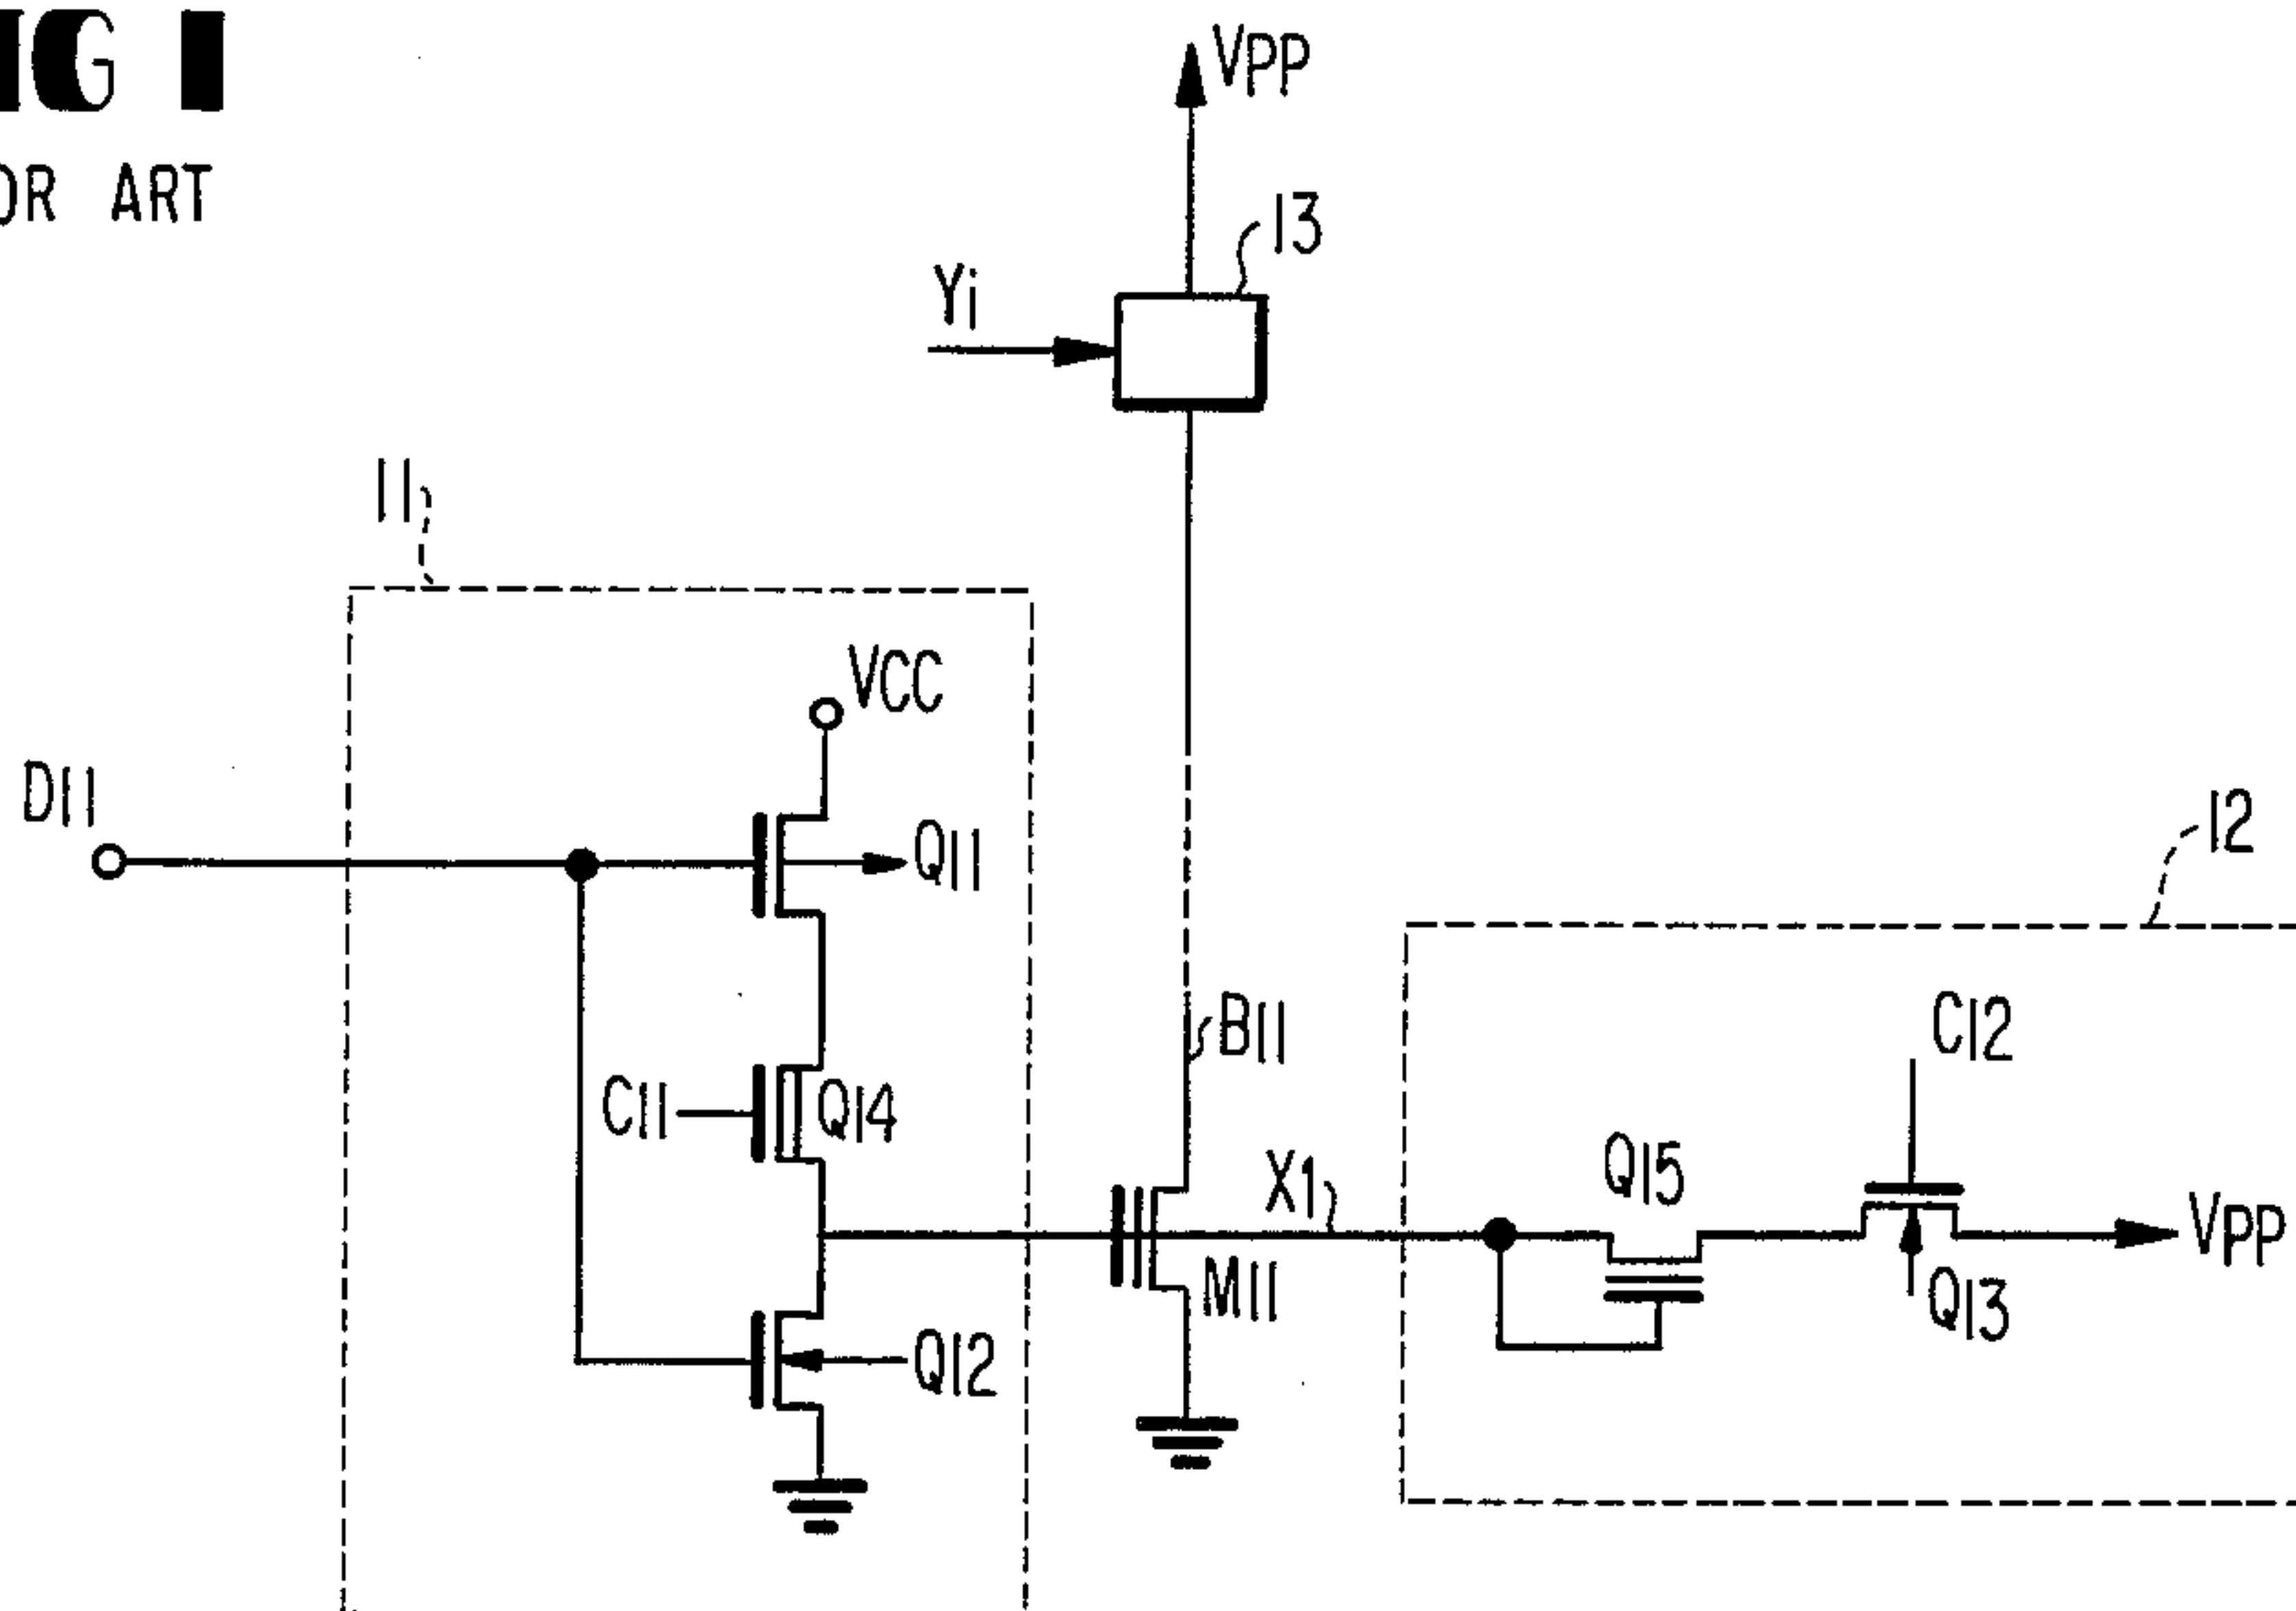 IG 1
OR ART
VPP
13
Yi
11
VCC
D11
Q11
12
B11
C12
C11
Q14
Q15
X1
VPP
M11
Q13
Q12